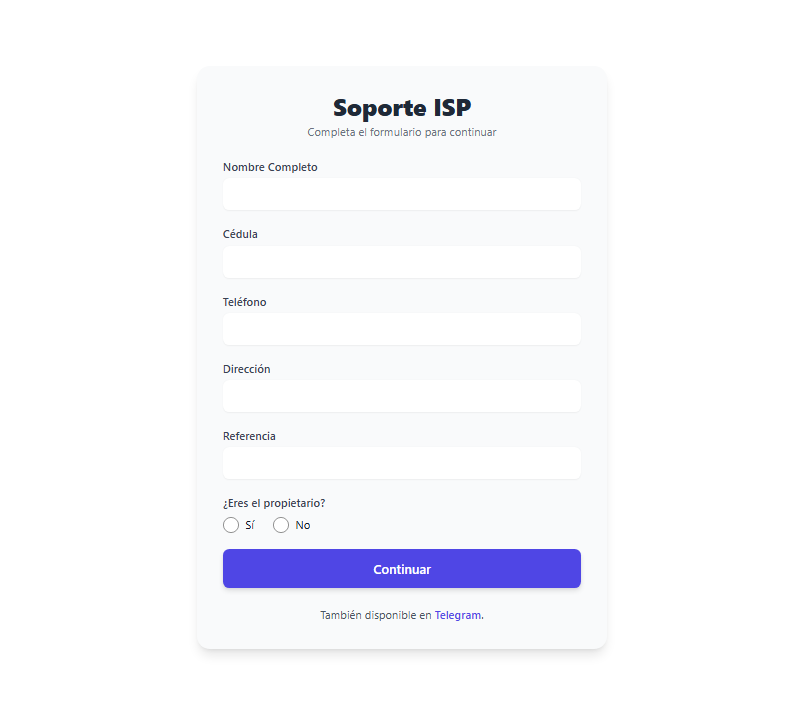 Soporte ISP
Completa el formulario para continuar
Nombre Completo
Cédula
Teléfono
Dirección
Referencia
¿Eres el propietario?
Sí No
Continuar
También disponible en Telegram.